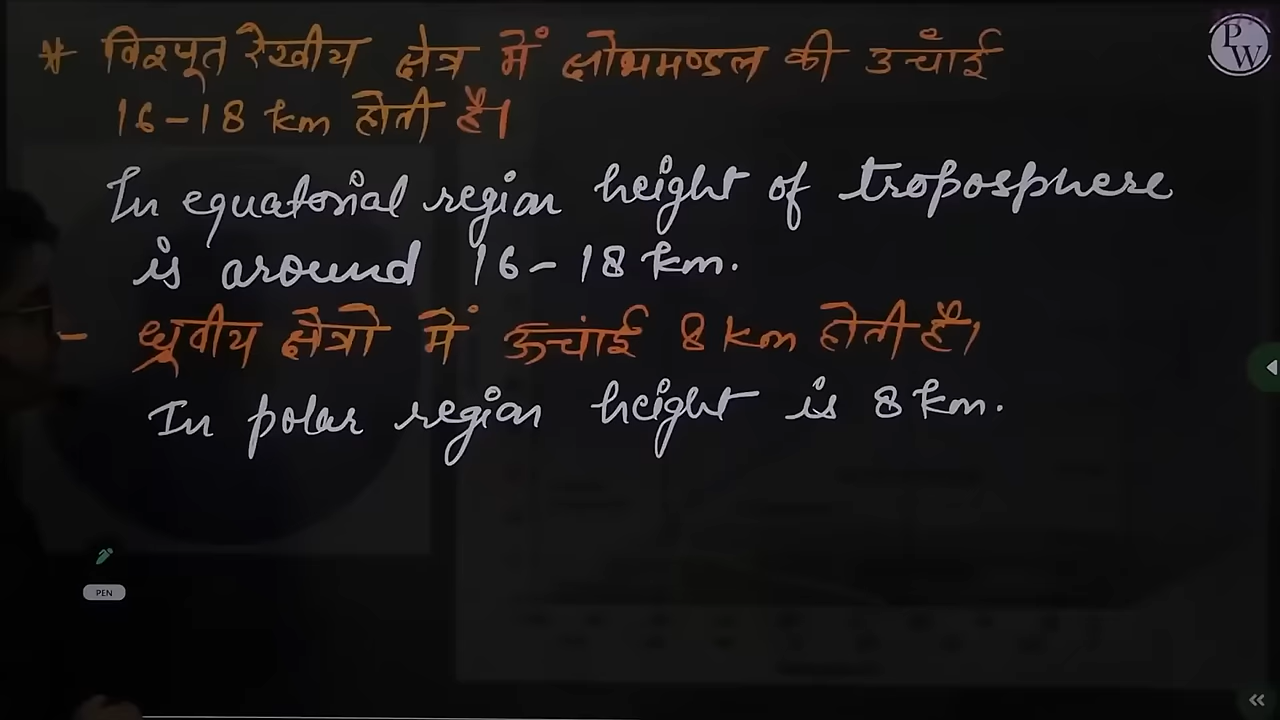 * विश्पूत रेखीय क्षेत्र में क्षोभमण्डल की उचाँई
16-18 km होती है।
In equatorial region height of troposphere
is around 16-18 km.
- ध्रुवीय क्षेत्रो में ऊचांई 8 km होती है।
In polar region height is 8 km.
PW
PEN